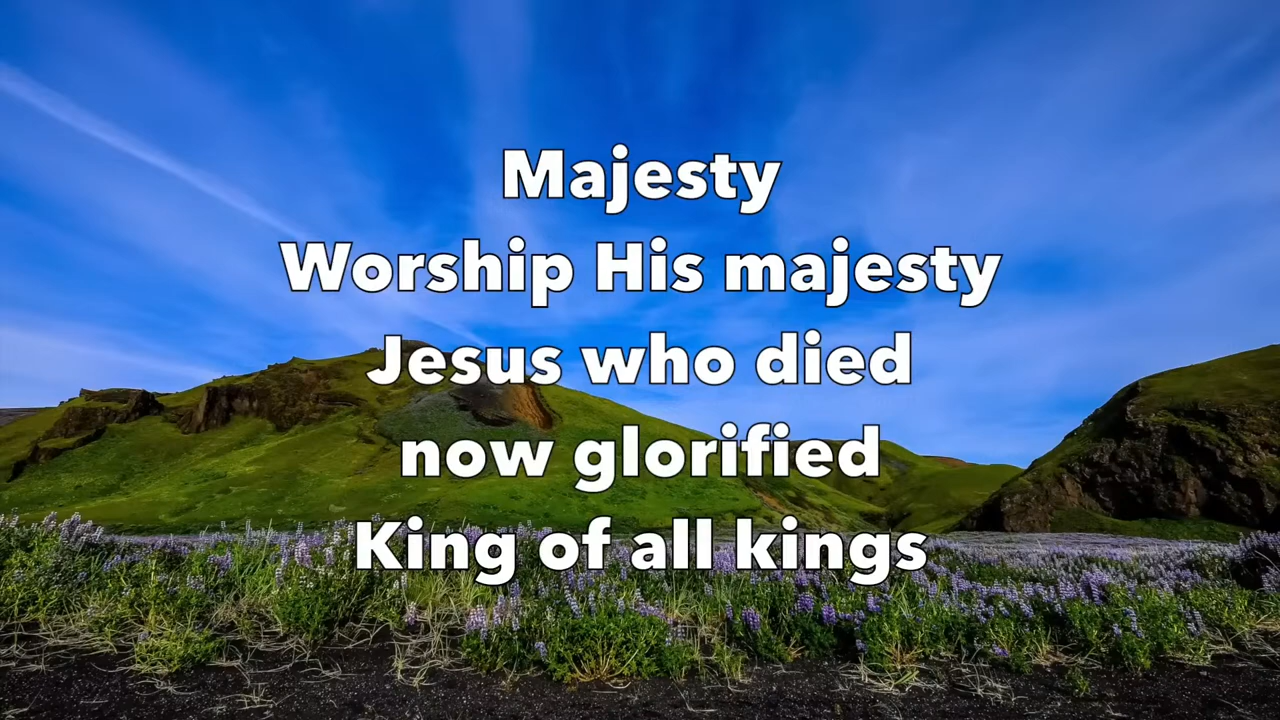 Majesty
Worship His majesty
Jesus who died
now glorified
King of all kings